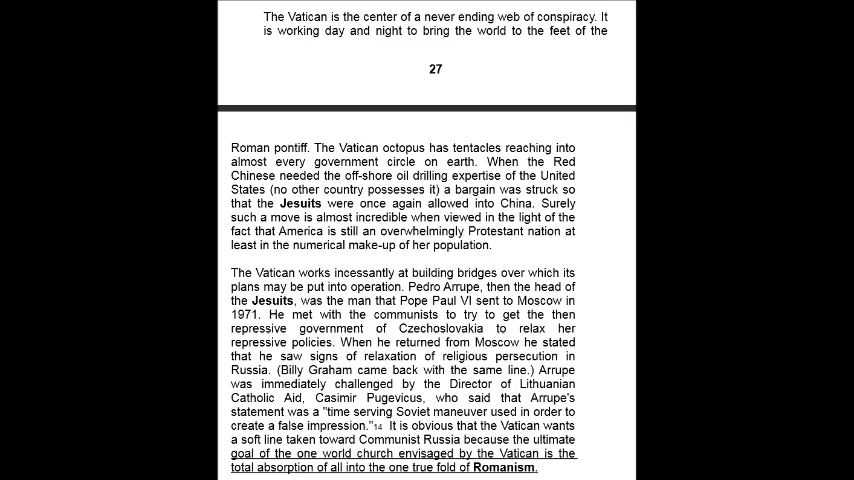 The Vatican is the center of a never ending web of conspiracy. It
is working day and night to bring the world to the feet of the
27
Roman pontiff. The Vatican octopus has tentacles reaching into
almost every government circle on earth. When the Red
Chinese needed the off-shore oil drilling expertise of the United
States (no other country possesses it) a bargain was struck so
that the Jesuits were once again allowed into China. Surely
such a move is almost incredible when viewed in the light of the
fact that America is still an overwhelmingly Protestant nation at
least in the numerical make-up of her population.
The Vatican works incessantly at building bridges over which its
plans may be put into operation. Pedro Arrupe, then the head of
the Jesuits, was the man that Pope Paul VI sent to Moscow in
1971. He met with the communists to try to get the then
repressive government of Czechoslovakia to relax her
repressive policies. When he returned from Moscow he stated
that he saw signs of relaxation of religious persecution in
Russia. (Billy Graham came back with the same line.) Arrupe
was immediately challenged by the Director of Lithuanian
Catholic Aid, Casimir Pugevicus, who said that Arrupe's
statement was a "time serving Soviet maneuver used in order to
create a false impression."14 It is obvious that the Vatican wants
a soft line taken toward Communist Russia because the ultimate
goal of the one world church envisaged by the Vatican is the
total absorption of all into the one true fold of Romanism.